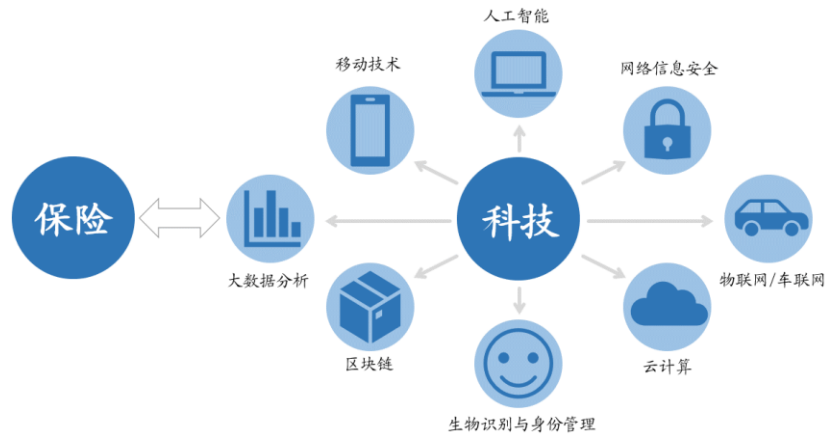 人工智能
移动技术
网络信息安全
保险
科技
大数据分析
物联网/车联网
区块链
云计算
生物识别与身份管理